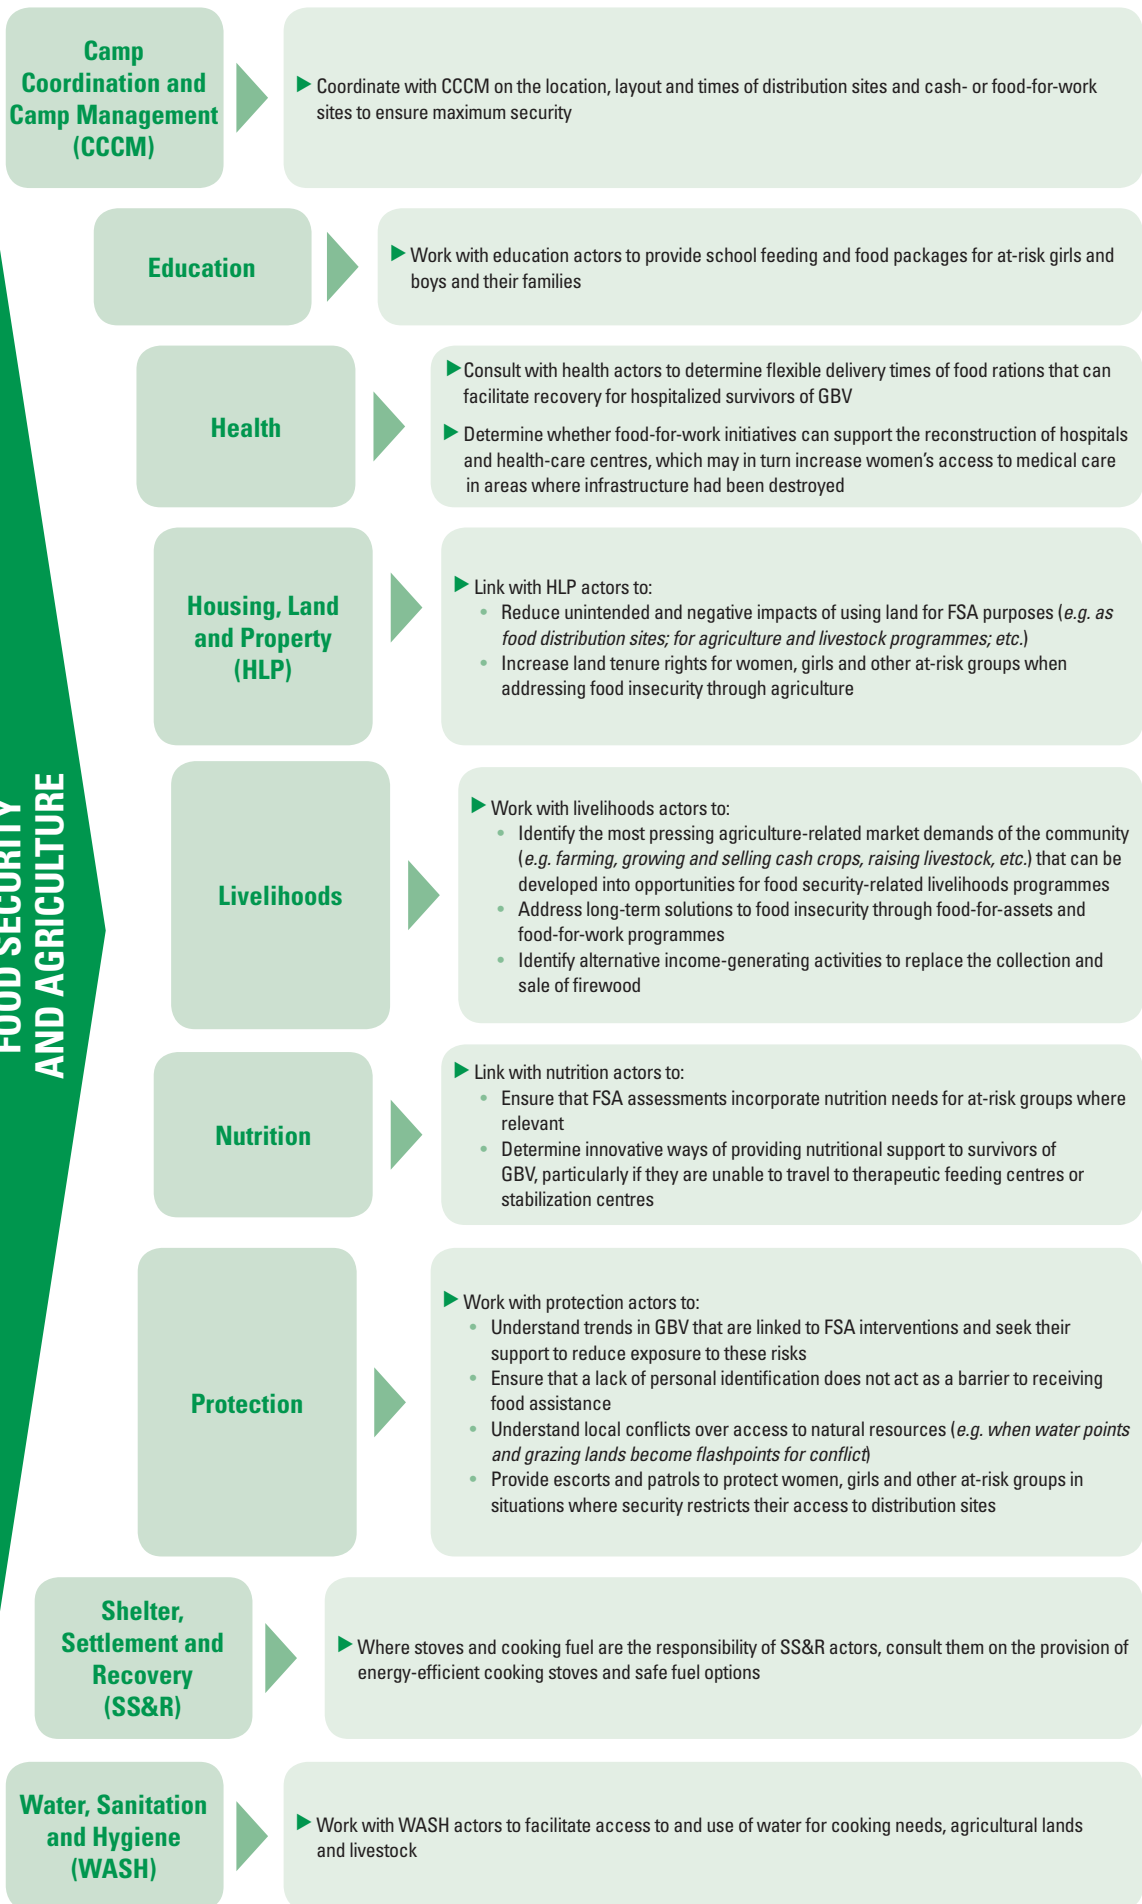 Camp
Coordination and
Camp Management
(CCCM)
▶ Coordinate with CCCM on the location, layout and times of distribution sites and cash- or food-for-work
sites to ensure maximum security
Education
▶ Work with education actors to provide school feeding and food packages for at-risk girls and
boys and their families
Health
▶ Consult with health actors to determine flexible delivery times of food rations that can
facilitate recovery for hospitalized survivors of GBV
▶ Determine whether food-for-work initiatives can support the reconstruction of hospitals
and health-care centres, which may in turn increase women's access to medical care
in areas where infrastructure had been destroyed
Housing, Land
and Property
(HLP)
▶ Link with HLP actors to:
• Reduce unintended and negative impacts of using land for FSA purposes (e.g. as
food distribution sites; for agriculture and livestock programmes; etc.)
• Increase land tenure rights for women, girls and other at-risk groups when
addressing food insecurity through agriculture
FOOD SECURITY
AND AGRICULTURE
Livelihoods
▶ Work with livelihoods actors to:
• Identify the most pressing agriculture-related market demands of the community
(e.g. farming, growing and selling cash crops, raising livestock, etc.) that can be
developed into opportunities for food security-related livelihoods programmes
• Address long-term solutions to food insecurity through food-for-assets and
food-for-work programmes
• Identify alternative income-generating activities to replace the collection and
sale of firewood
Nutrition
▶ Link with nutrition actors to:
• Ensure that FSA assessments incorporate nutrition needs for at-risk groups where
relevant
• Determine innovative ways of providing nutritional support to survivors of
GBV, particularly if they are unable to travel to therapeutic feeding centres or
stabilization centres
Protection
▶ Work with protection actors to:
• Understand trends in GBV that are linked to FSA interventions and seek their
support to reduce exposure to these risks
• Ensure that a lack of personal identification does not act as a barrier to receiving
food assistance
• Understand local conflicts over access to natural resources (e.g. when water points
and grazing lands become flashpoints for conflict)
• Provide escorts and patrols to protect women, girls and other at-risk groups in
situations where security restricts their access to distribution sites
Shelter,
Settlement and
Recovery
(SS&R)
▶ Where stoves and cooking fuel are the responsibility of SS&R actors, consult them on the provision of
energy-efficient cooking stoves and safe fuel options
Water, Sanitation
and Hygiene
(WASH)
▶ Work with WASH actors to facilitate access to and use of water for cooking needs, agricultural lands
and livestock